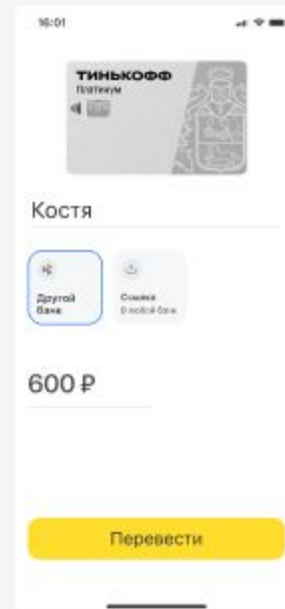 16:01
ТИНЬКОФФ
Платинум
Костя
Другой
банк
Ссылка
В любой банк
600 ₽
Перевести